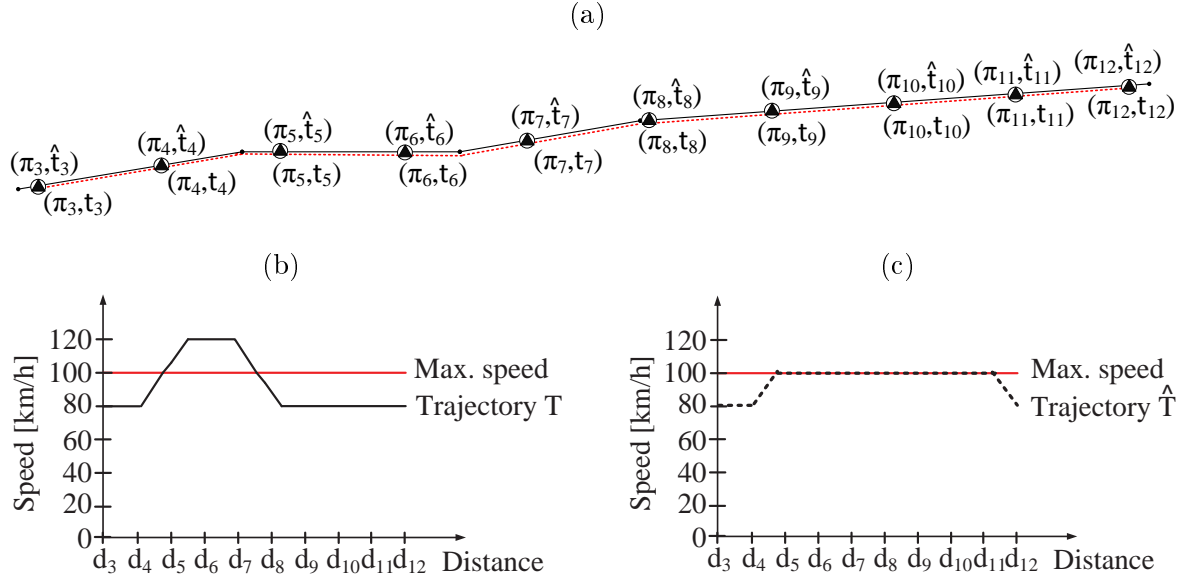 (a)
(π₃,t̂₃) (π₄,t̂₄) (π₅,t̂₅) (π₆,t̂₆) (π₇,t̂₇) (π₈,t̂₈) (π₉,t̂₉) (π₁₀,t̂₁₀) (π₁₁,t̂₁₁) (π₁₂,t̂₁₂)
(π₃,t₃) (π₄,t₄) (π₅,t₅) (π₆,t₆) (π₇,t₇) (π₈,t₈) (π₉,t₉) (π₁₀,t₁₀) (π₁₁,t₁₁) (π₁₂,t₁₂)
(b)
Speed [km/h]
120
100
80
60
40
20
0
Max. speed
Trajectory T
d₃ d₄ d₅ d₆ d₇ d₈ d₉ d₁₀ d₁₁ d₁₂ Distance
(c)
Speed [km/h]
120
100
80
60
40
20
0
Max. speed
Trajectory T̂
d₃ d₄ d₅ d₆ d₇ d₈ d₉ d₁₀ d₁₁ d₁₂ Distance